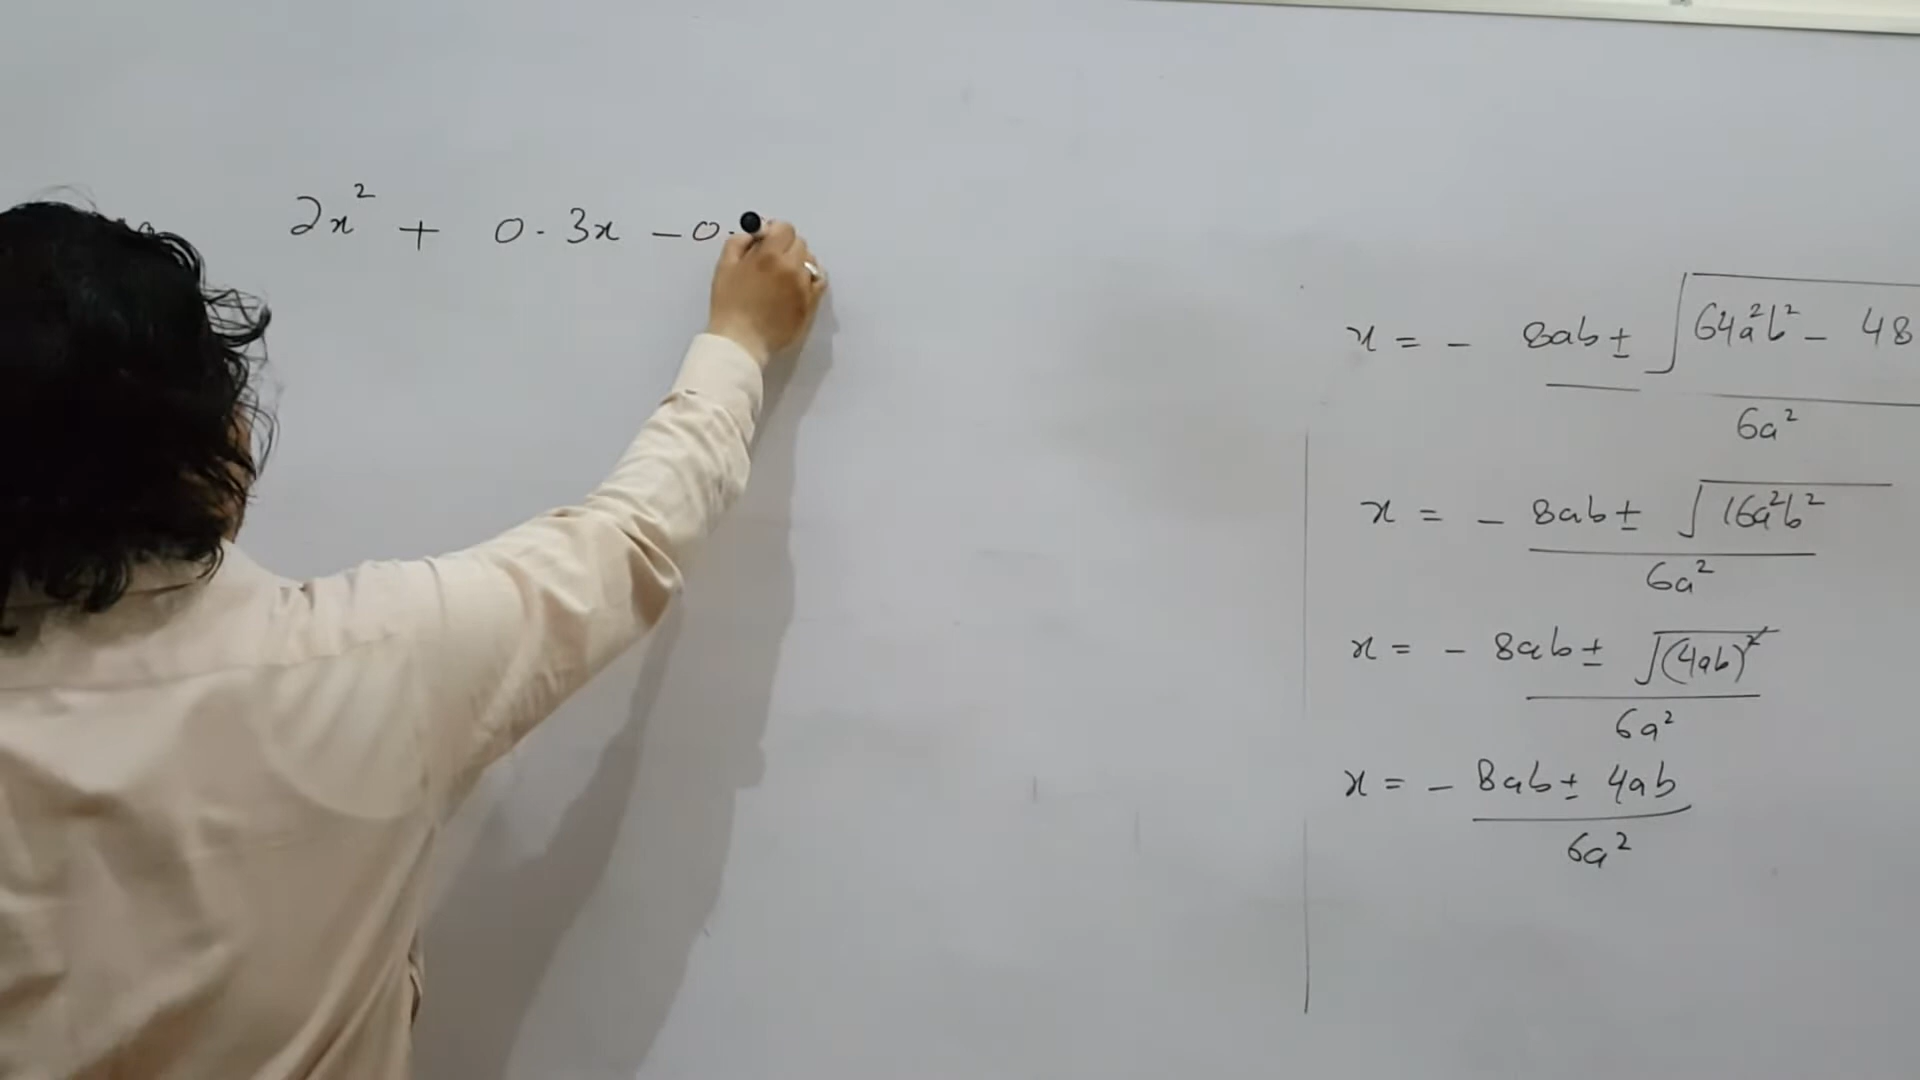 2x² + 0.3x - 0.
x = - 8ab ± √64a²b² - 48 / 6a²
x = - 8ab ± √16a²b² / 6a²
x = - 8ab ± √(4ab)² / 6a²
x = - 8ab ± 4ab / 6a²